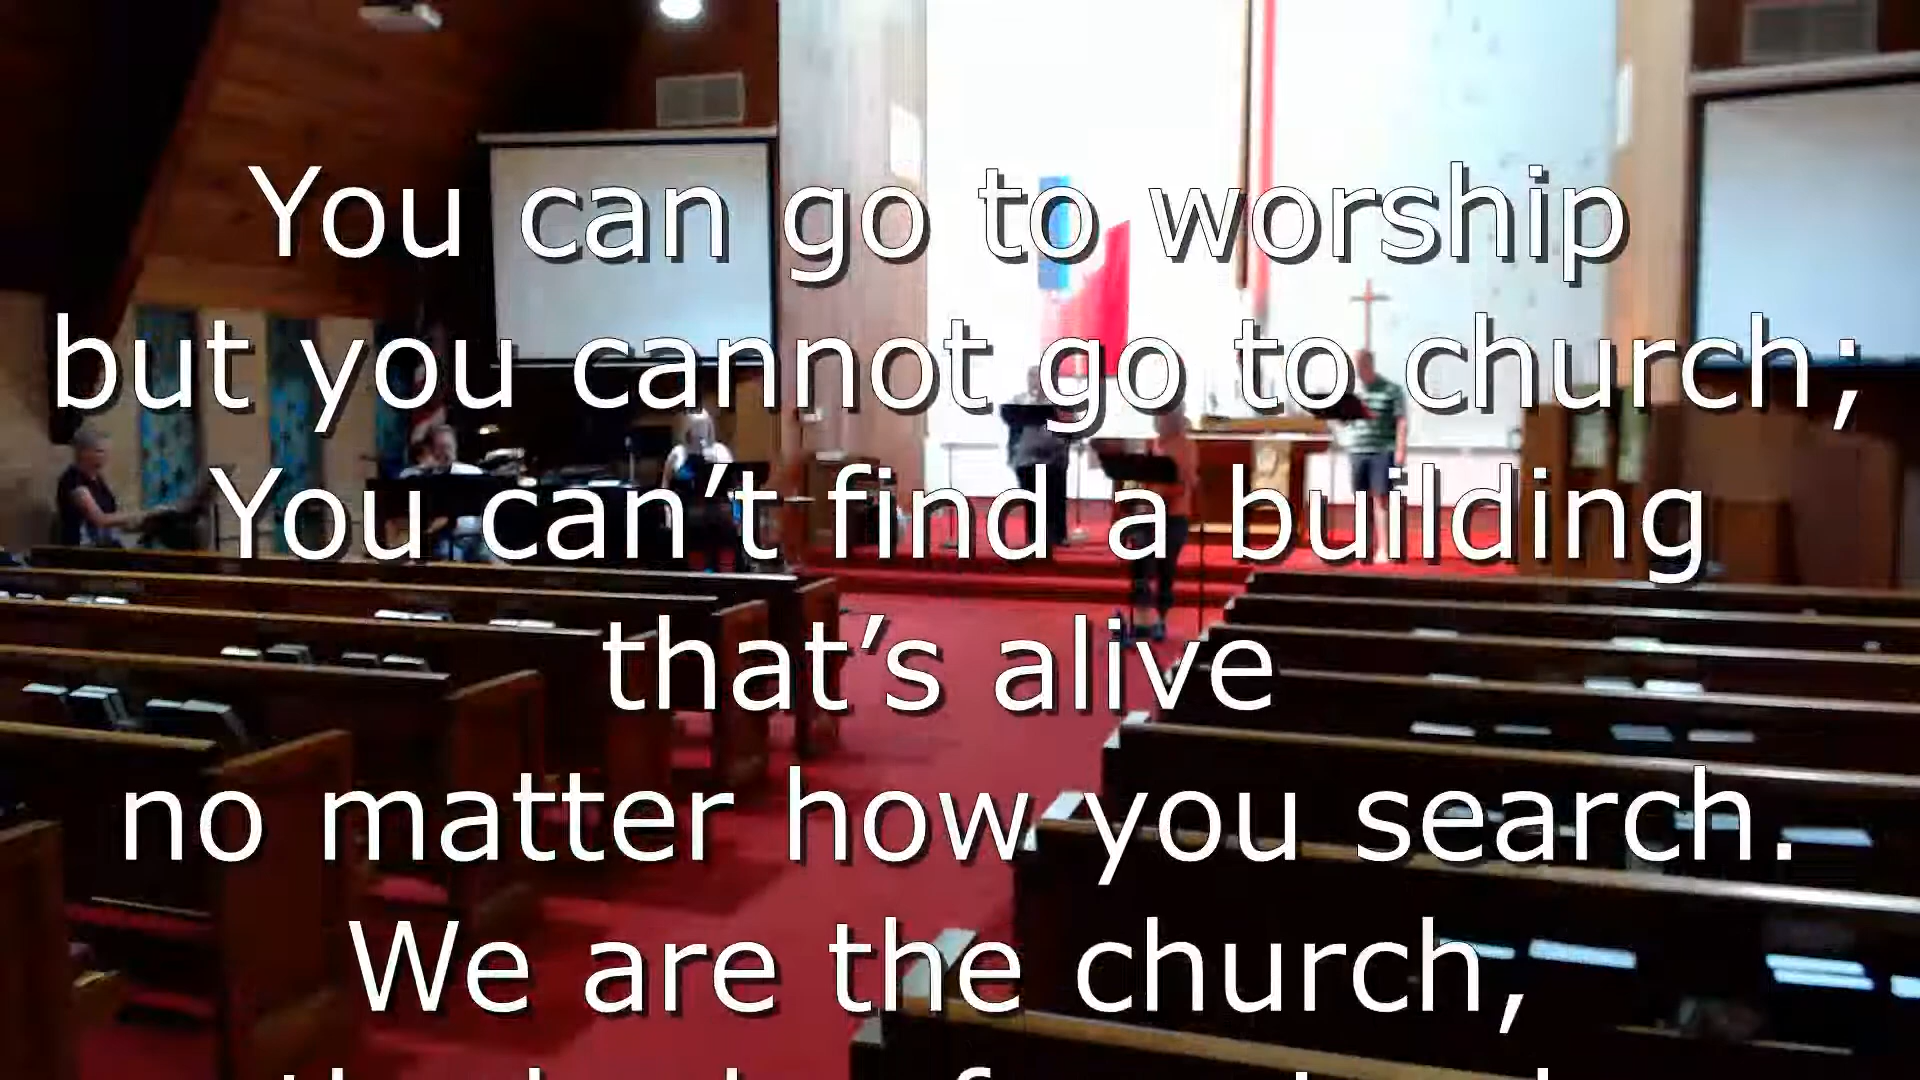 You can go to worship
but you cannot go to church;
You can’t find a building
that’s alive
no matter how you search.
We are the church,